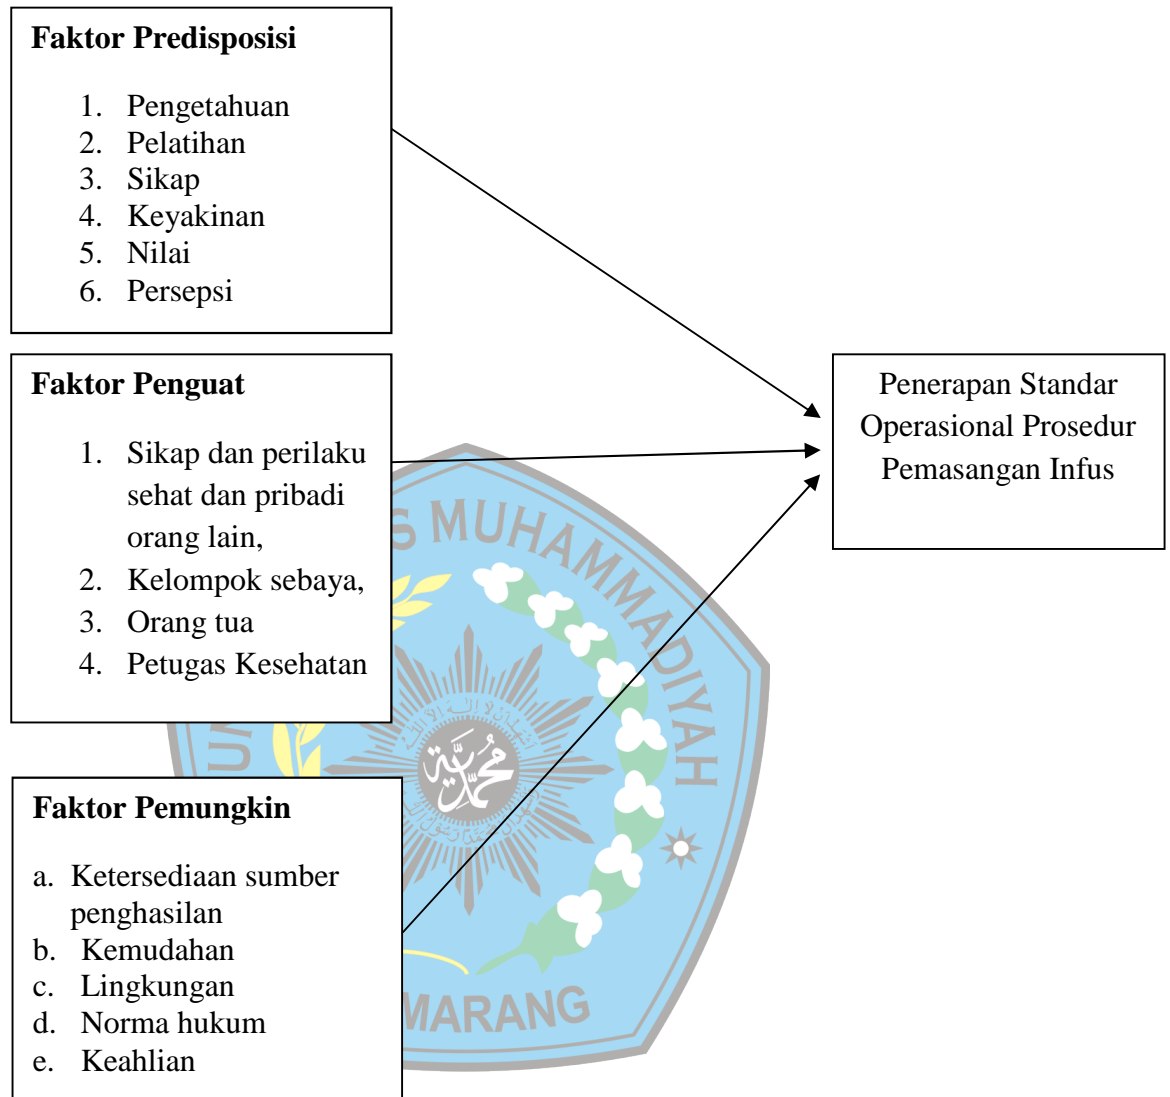 Faktor Predisposisi
1. Pengetahuan
2. Pelatihan
3. Sikap
4. Keyakinan
5. Nilai
6. Persepsi
Faktor Penguat
1. Sikap dan perilaku
sehat dan pribadi
orang lain,
2. Kelompok sebaya,
3. Orang tua
4. Petugas Kesehatan
Faktor Pemungkin
a. Ketersediaan sumber
penghasilan
b. Kemudahan
c. Lingkungan
d. Norma hukum
e. Keahlian
Penerapan Standar
Operasional Prosedur
Pemasangan Infus
UN
S MUHAMMADIYAH
MARANG
محمدية